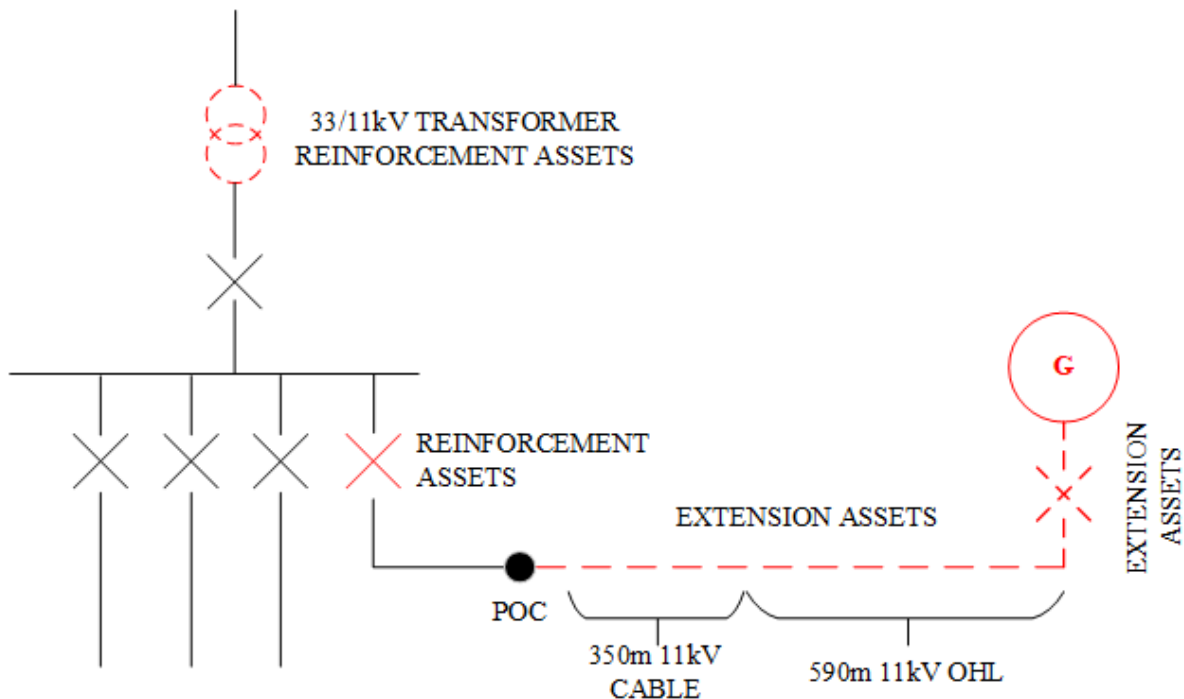 33/11kV TRANSFORMER
REINFORCEMENT ASSETS
G
REINFORCEMENT
ASSETS
EXTENSION ASSETS
EXTENSION
ASSETS
POC
350m 11kV
CABLE
590m 11kV OHL